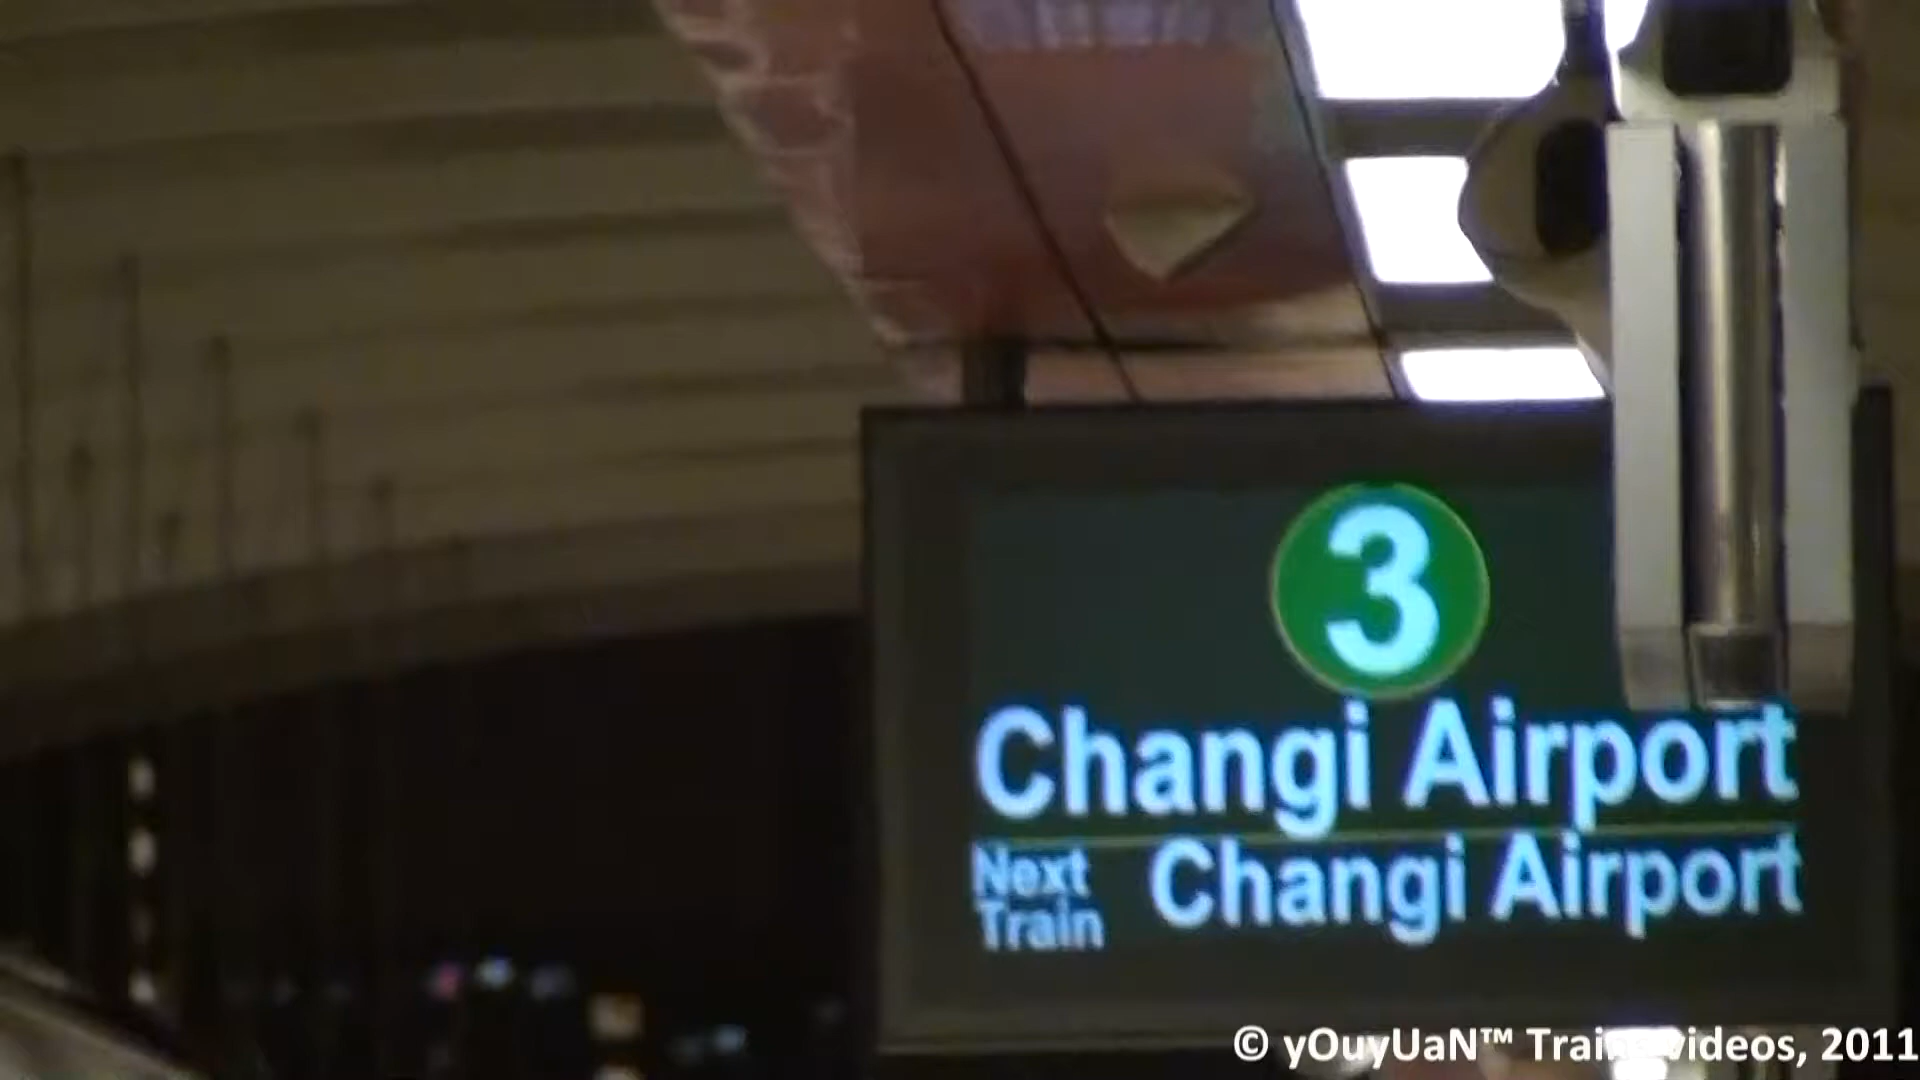 3
Changi Airport
Next
Train
Changi Airport
© yOuyUaN™ Train Videos, 2011